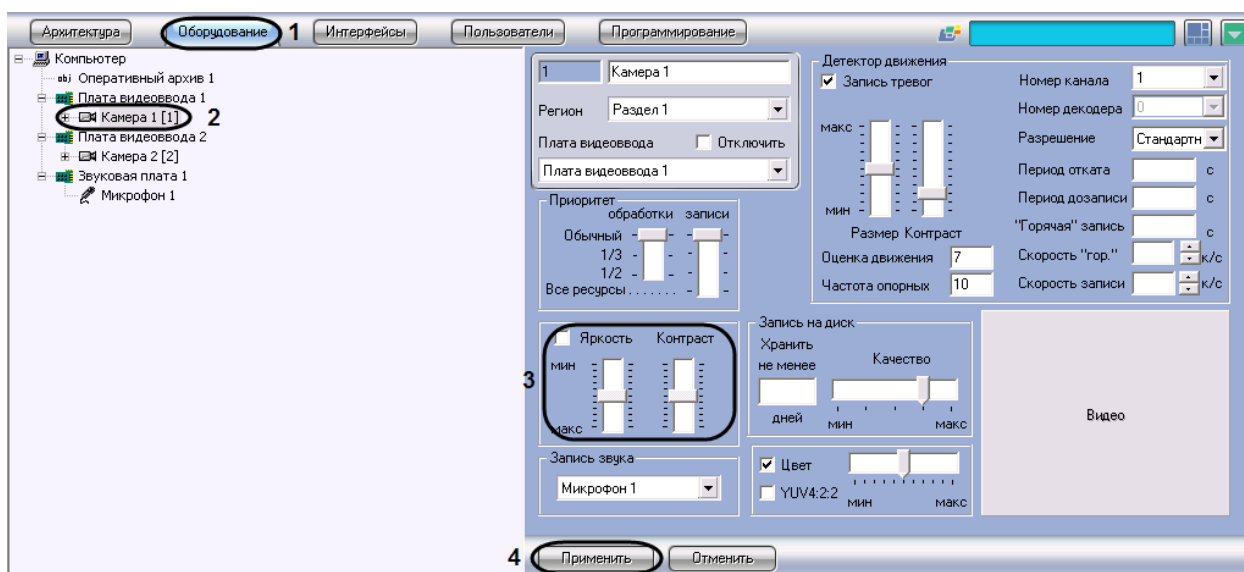 Архитектура Оборудование 1 Интерфейсы Пользователи Программирование
Компьютер
Оперативный архив 1
Плата видеоввода 1
Камера 1 [1] 2
Плата видеоввода 2
Камера 2 [2]
Звуковая плата 1
Микрофон 1
1 Камера 1
Регион Раздел 1
Плата видеоввода Отключить
Плата видеоввода 1
Приоритет
обработки записи
Обычный
1/3
1/2
Все ресурсы.......
3
Яркость Контраст
мин
макс
Запись звука
Микрофон 1
Детектор движения
Запись тревог
макс
мин
Размер Контраст
Оценка движения 7
Частота опорных 10
Номер канала 1
Номер декодера 0
Разрешение Стандартн
Период отката с
Период дозаписи с
"Горячая" запись с
Скорость "гор." к/с
Скорость записи к/с
Запись на диск
Хранить
не менее
дней
Качество
мин макс
Цвет
YUV4:2:2
мин макс
Видео
4 Применить Отменить